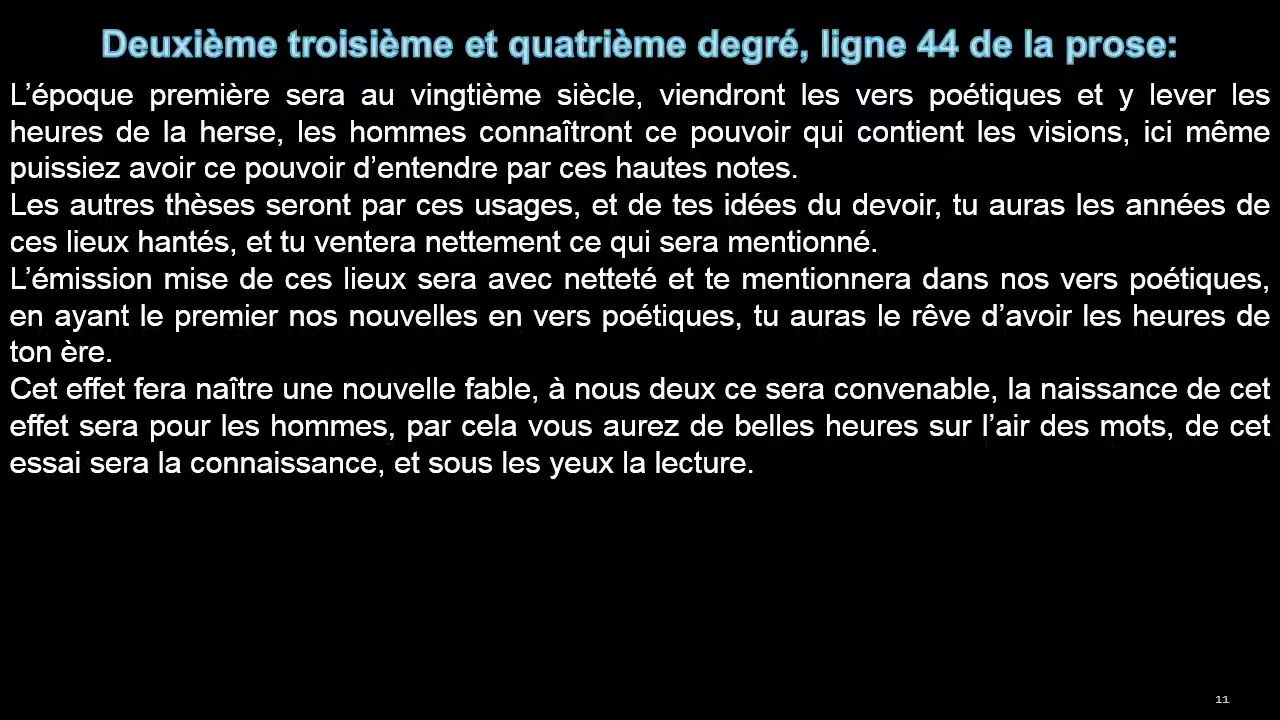 Deuxième troisième et quatrième degré, ligne 44 de la prose:
L’époque première sera au vingtième siècle, viendront les vers poétiques et y lever les
heures de la herse, les hommes connaîtront ce pouvoir qui contient les visions, ici même
puissiez avoir ce pouvoir d’entendre par ces hautes notes.
Les autres thèses seront par ces usages, et de tes idées du devoir, tu auras les années de
ces lieux hantés, et tu ventera nettement ce qui sera mentionné.
L’émission mise de ces lieux sera avec netteté et te mentionnera dans nos vers poétiques,
en ayant le premier nos nouvelles en vers poétiques, tu auras le rêve d’avoir les heures de
ton ère.
Cet effet fera naître une nouvelle fable, à nous deux ce sera convenable, la naissance de cet
effet sera pour les hommes, par cela vous aurez de belles heures sur l’air des mots, de cet
essai sera la connaissance, et sous les yeux la lecture.
11